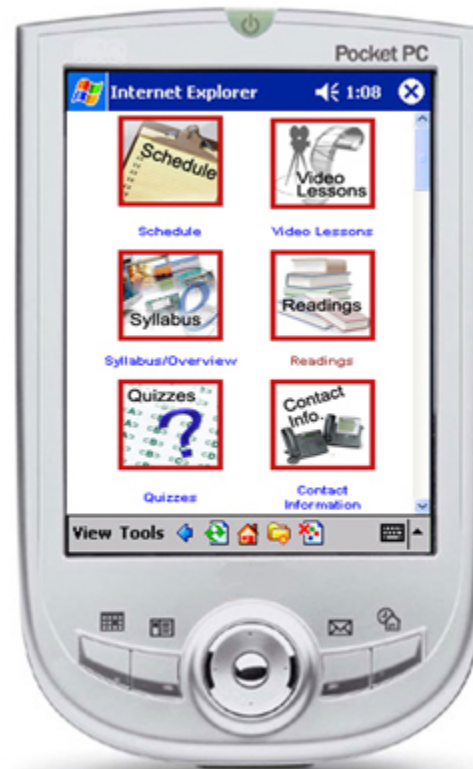 Pocket PC
Internet Explorer 1:08
Schedule
Video
Lessons
Schedule
Video Lessons
Syllabus
Readings
Syllabus/Overview
Readings
Quizzes
Contact
Info.
Quizzes
Contact
Information
View Tools